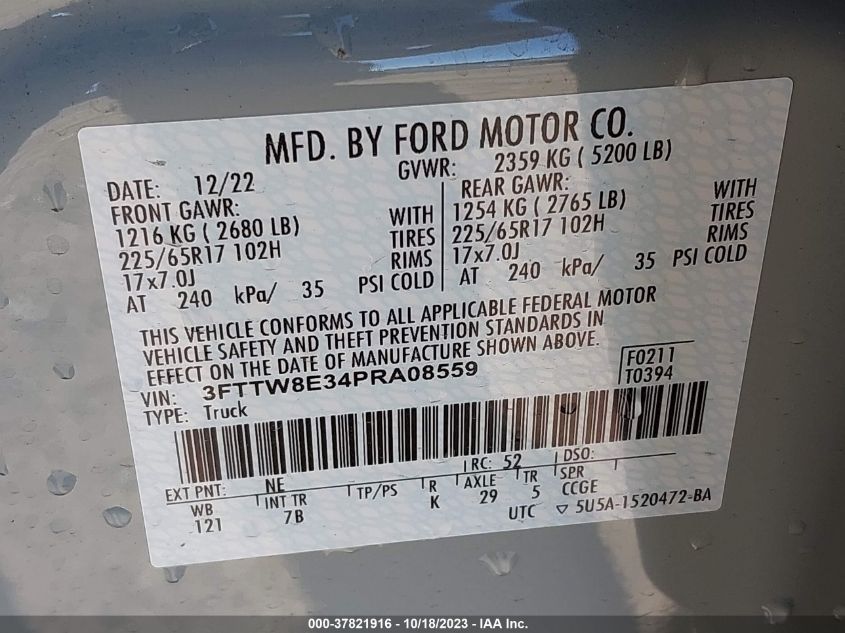 MFD. BY FORD MOTOR CO.
DATE: 12/22 GVWR: 2359 KG ( 5200 LB)
FRONT GAWR: REAR GAWR:
1216 KG ( 2680 LB) WITH 1254 KG ( 2765 LB) WITH
225/65R17 102H TIRES 225/65R17 102H TIRES
17x7.0J RIMS 17x7.0J RIMS
AT 240 kPa/ 35 PSI COLD AT 240 kPa/ 35 PSI COLD
THIS VEHICLE CONFORMS TO ALL APPLICABLE FEDERAL MOTOR
VEHICLE SAFETY AND THEFT PREVENTION STANDARDS IN
EFFECT ON THE DATE OF MANUFACTURE SHOWN ABOVE.
VIN: 3FTTW8E34PRA08559 F0211
TYPE: Truck T0394
EXT PNT: NE RC: 52 DSO:
WB INT TR TP/PS R AXLE TR SPR
121 7B K 29 5 CCGE
UTC ▽ 5U5A-1520472-BA
000-37821916 - 10/18/2023 - IAA Inc.